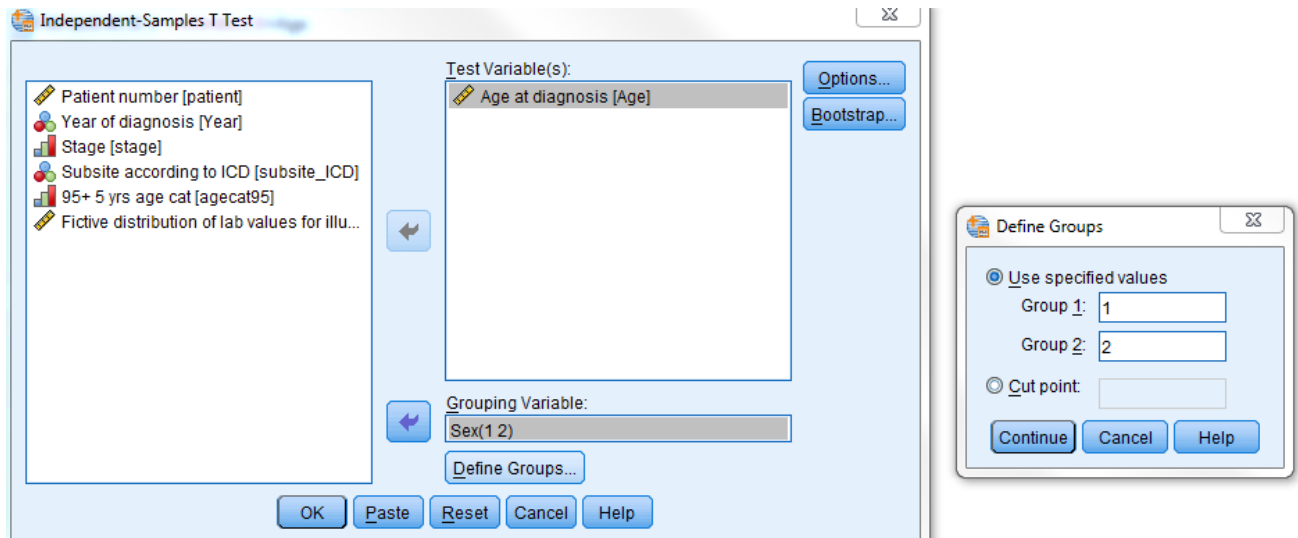 Independent-Samples T Test
Test Variable(s):
Patient number [patient]
Year of diagnosis [Year]
Stage [stage]
Subsite according to ICD [subsite_ICD]
95+ 5 yrs age cat [agecat95]
Fictive distribution of lab values for illu...
Age at diagnosis [Age]
Options...
Bootstrap...
Grouping Variable:
Sex(1 2)
Define Groups...
OK Paste Reset Cancel Help
Define Groups
Use specified values
Group 1: 1
Group 2: 2
Cut point:
Continue Cancel Help